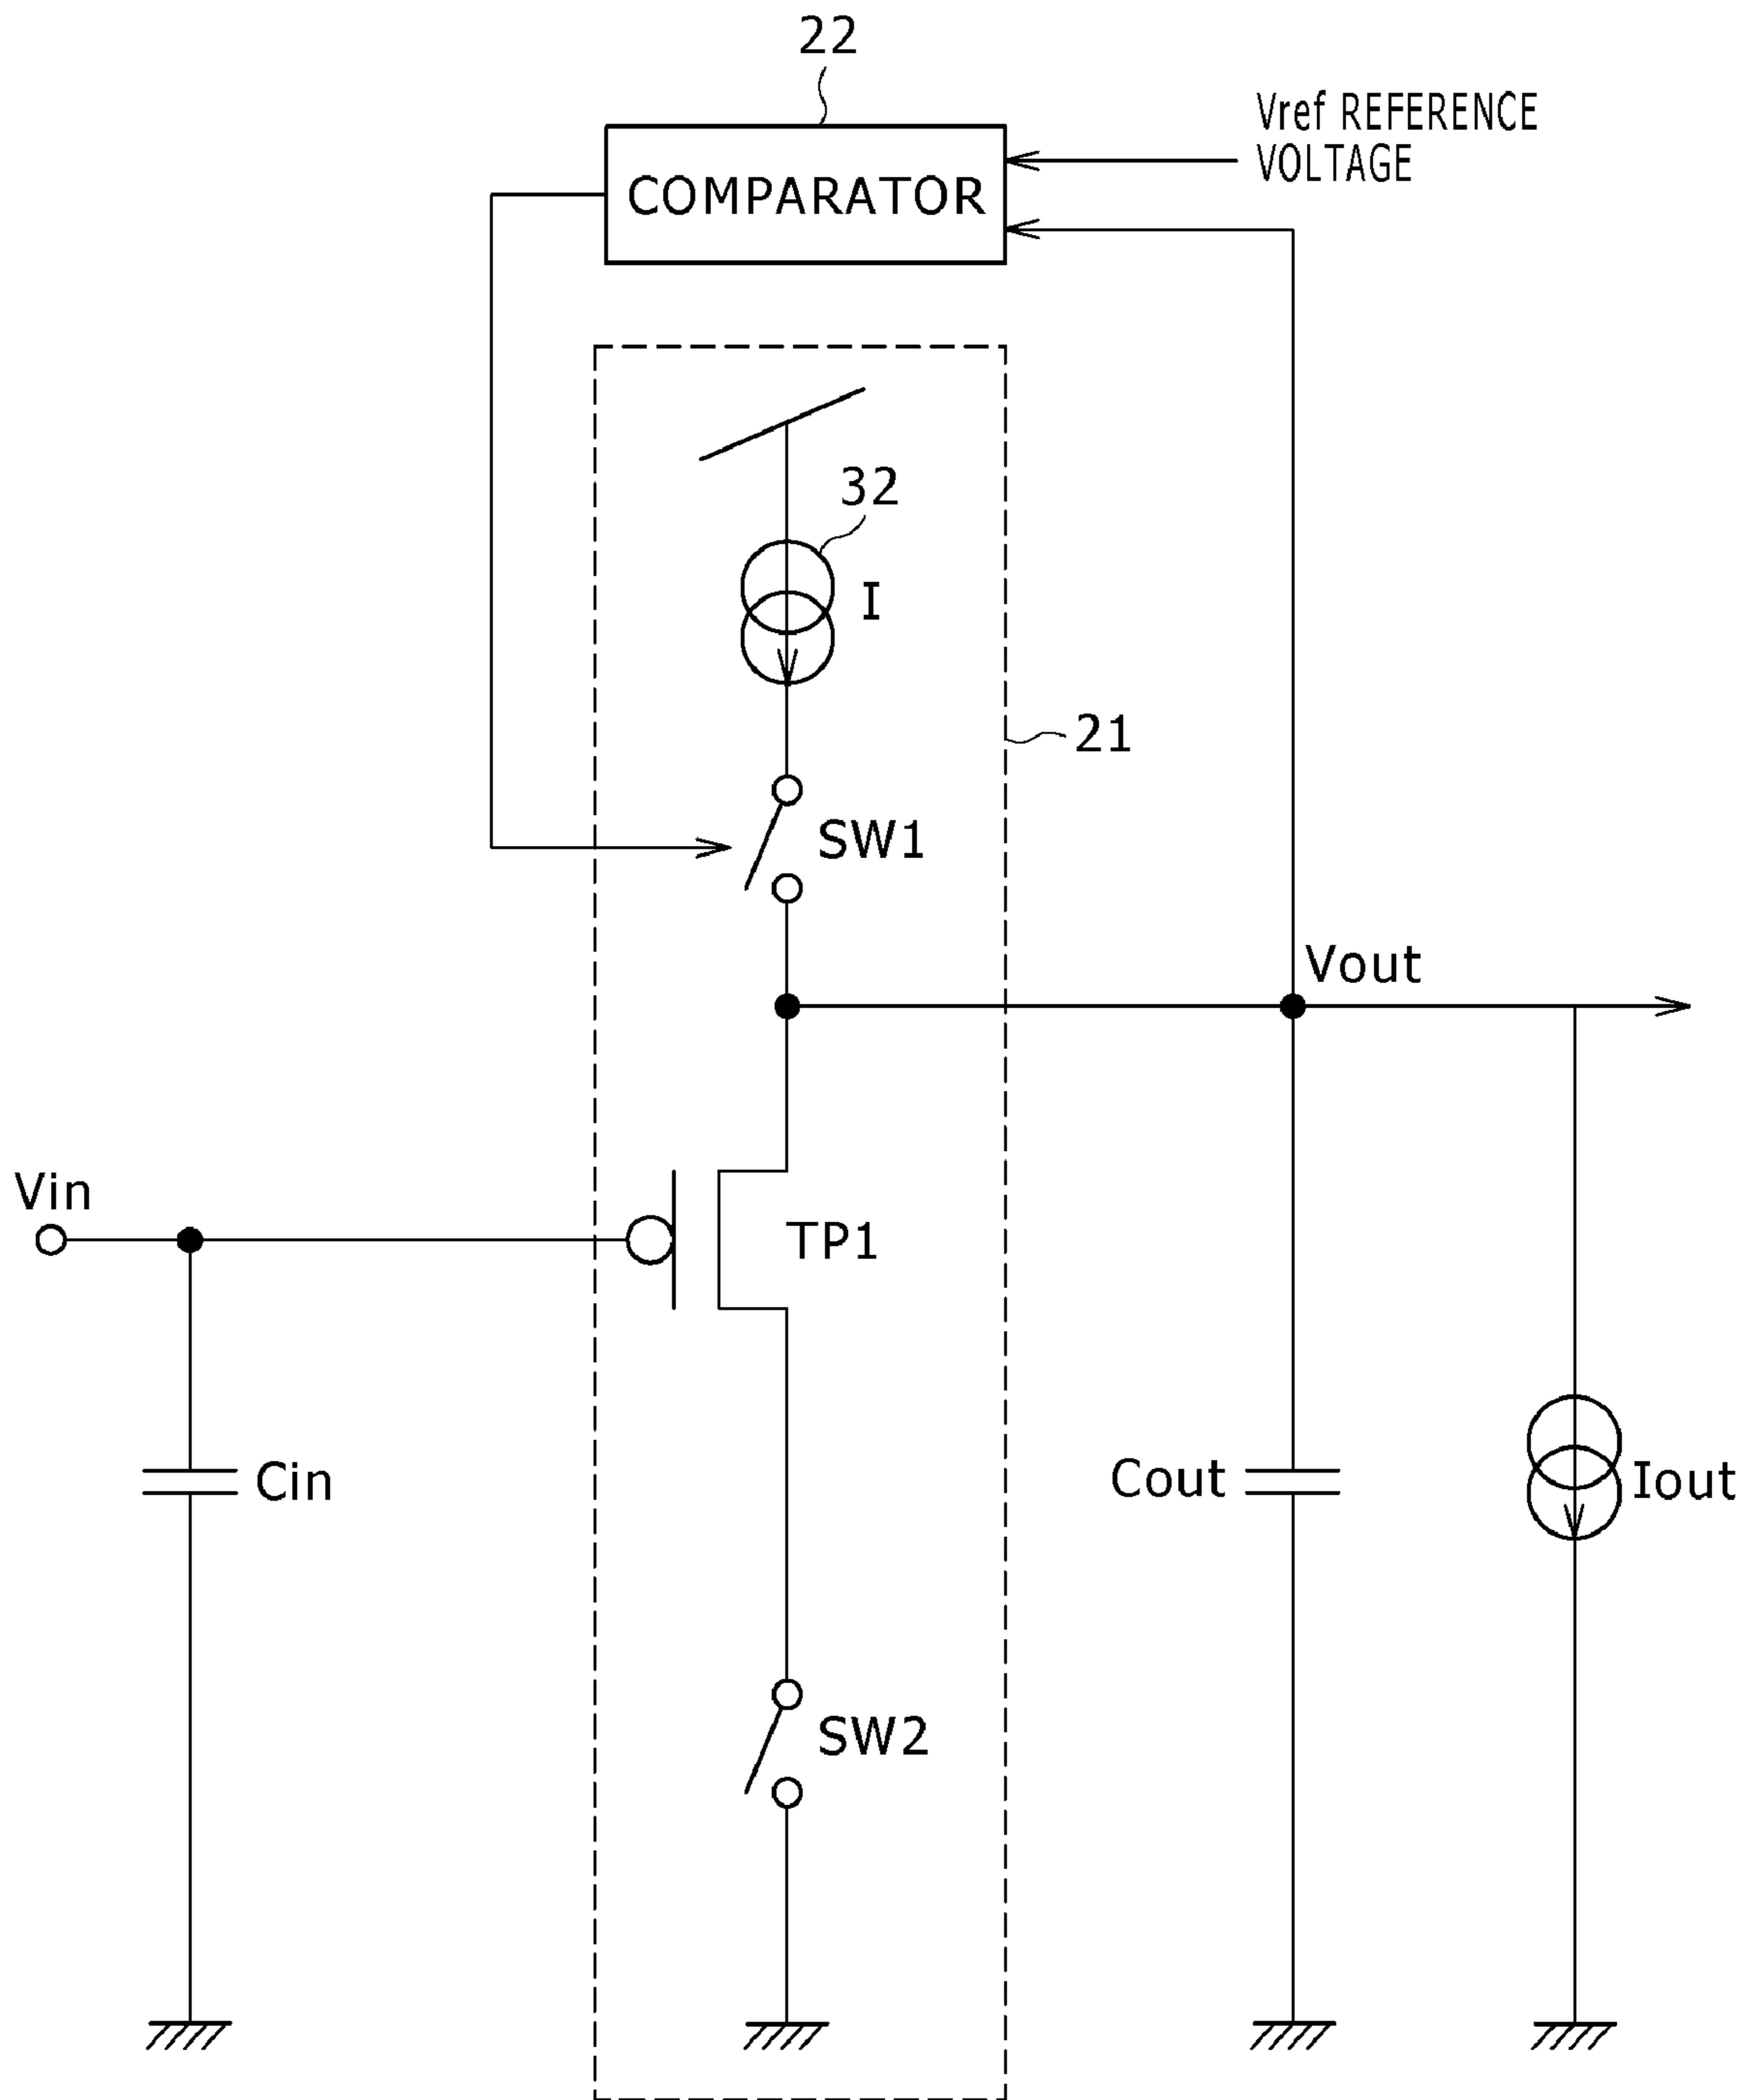 22
Vref REFERENCE
VOLTAGE
COMPARATOR
32
I
21
SW1
Vout
Vin
TP1
Cin
Cout
Iout
SW2